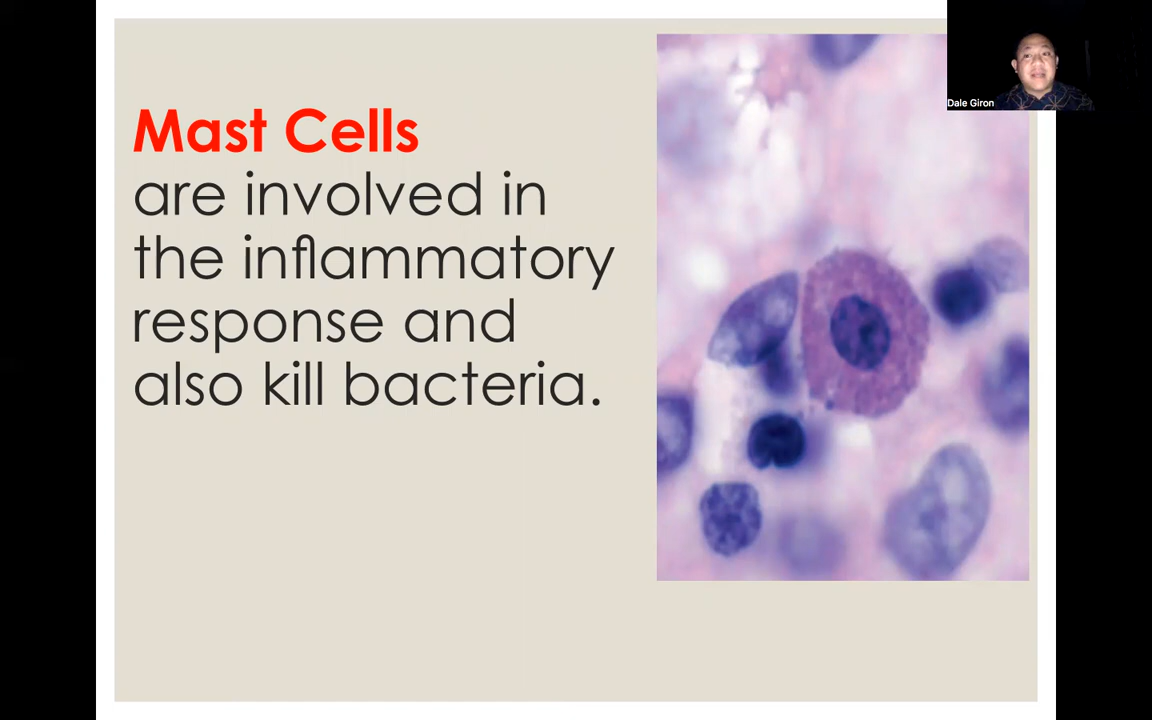 Mast Cells
are involved in
the inflammatory
response and
also kill bacteria.
Dale Giron